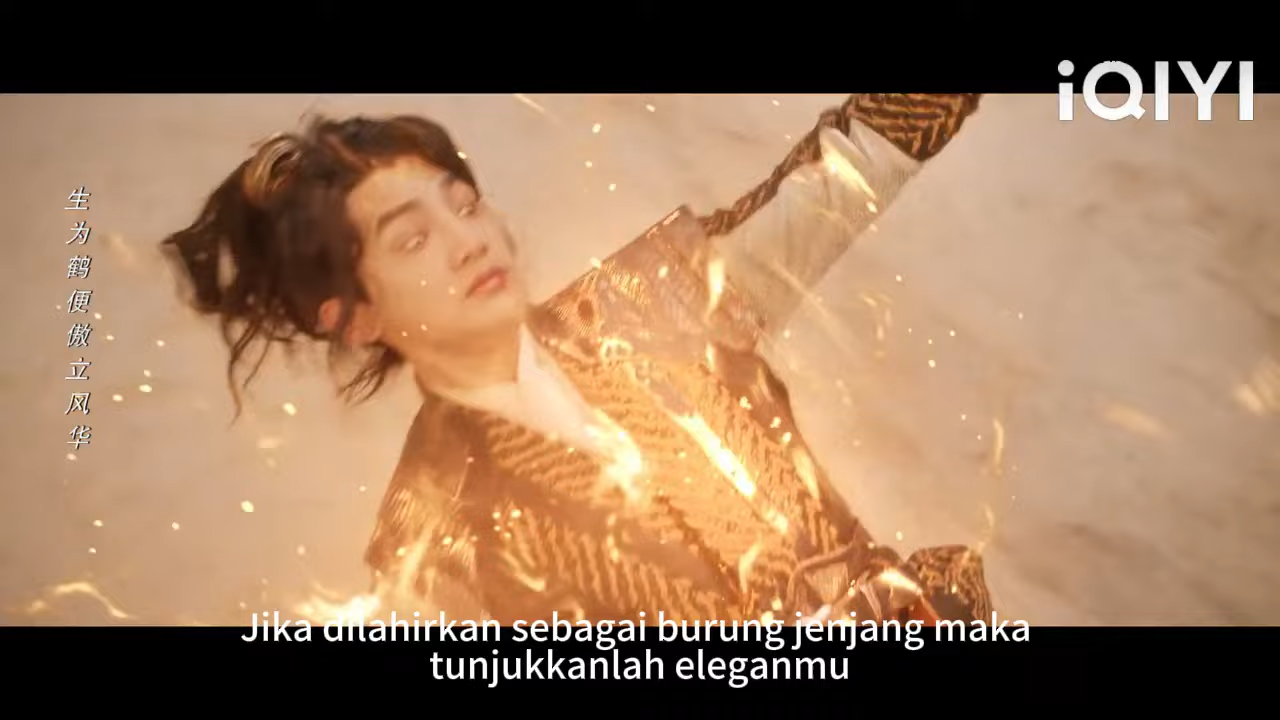 iQIYI
生为鹤便傲立风华
Jika dilahirkan sebagai burung jenjang maka
tunjukkanlah eleganmu